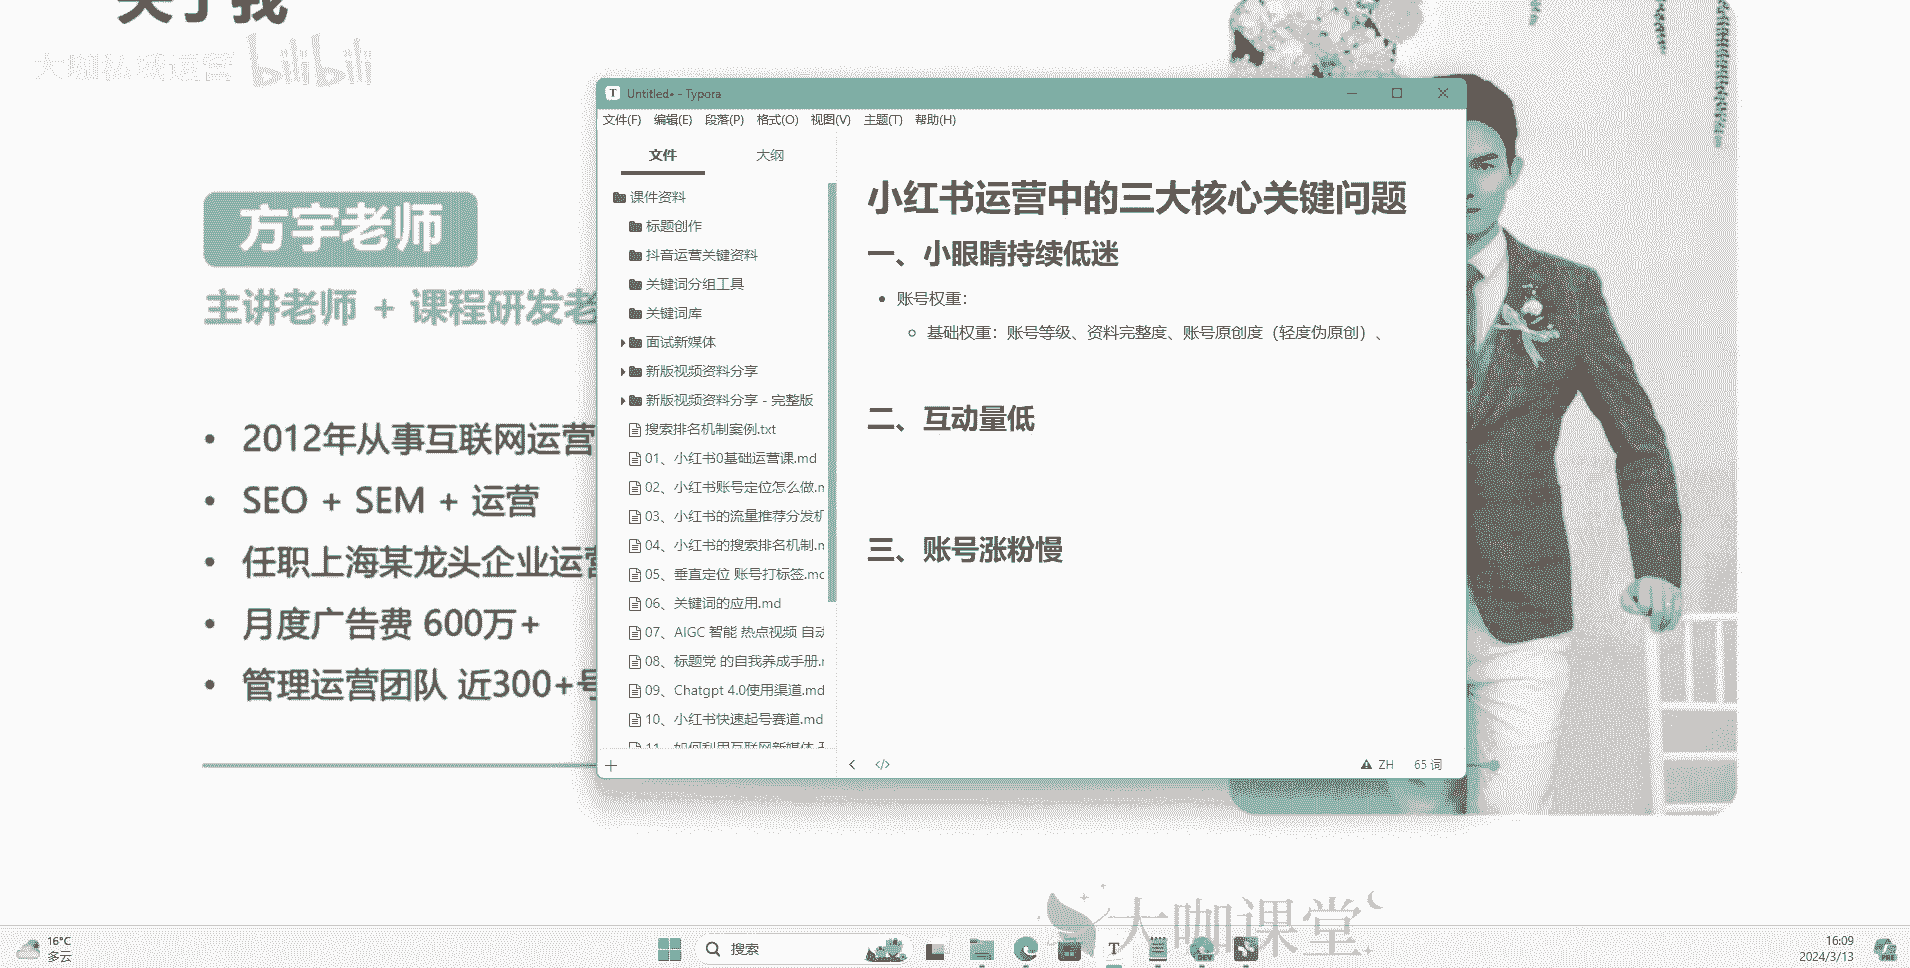 关于我
大咖私域运营 bilibili
方宇老师
主讲老师 + 课程研发老
2012年从事互联网运营
SEO + SEM + 运营
任职上海某龙头企业运营
月度广告费 600万+
管理运营团队 近300+号
Untitled• - Typora
文件(F) 编辑(E) 段落(P) 格式(O) 视图(V) 主题(T) 帮助(H)
文件 大纲
课件资料
标题创作
抖音运营关键资料
关键词分组工具
关键词库
面试新媒体
新版视频资料分享
新版视频资料分享 - 完整版
搜索排名机制案例.txt
01、小红书0基础运营课.md
02、小红书账号定位怎么做.m
03、小红书的流量推荐分发机
04、小红书的搜索排名机制.m
05、垂直定位 账号打标签.mc
06、关键词的应用.md
07、AIGC 智能 热点视频 自动
08、标题党 的自我养成手册.r
09、Chatgpt 4.0使用渠道.md
10、小红书快速起号赛道.md
11、如何利用互联网新媒体
小红书运营中的三大核心关键问题
一、小眼睛持续低迷
账号权重：
基础权重：账号等级、资料完整度、账号原创度（轻度伪原创）、
二、互动量低
三、账号涨粉慢
ZH 65 词
大咖课堂
16°C
多云
搜索
16:09
2024/3/13